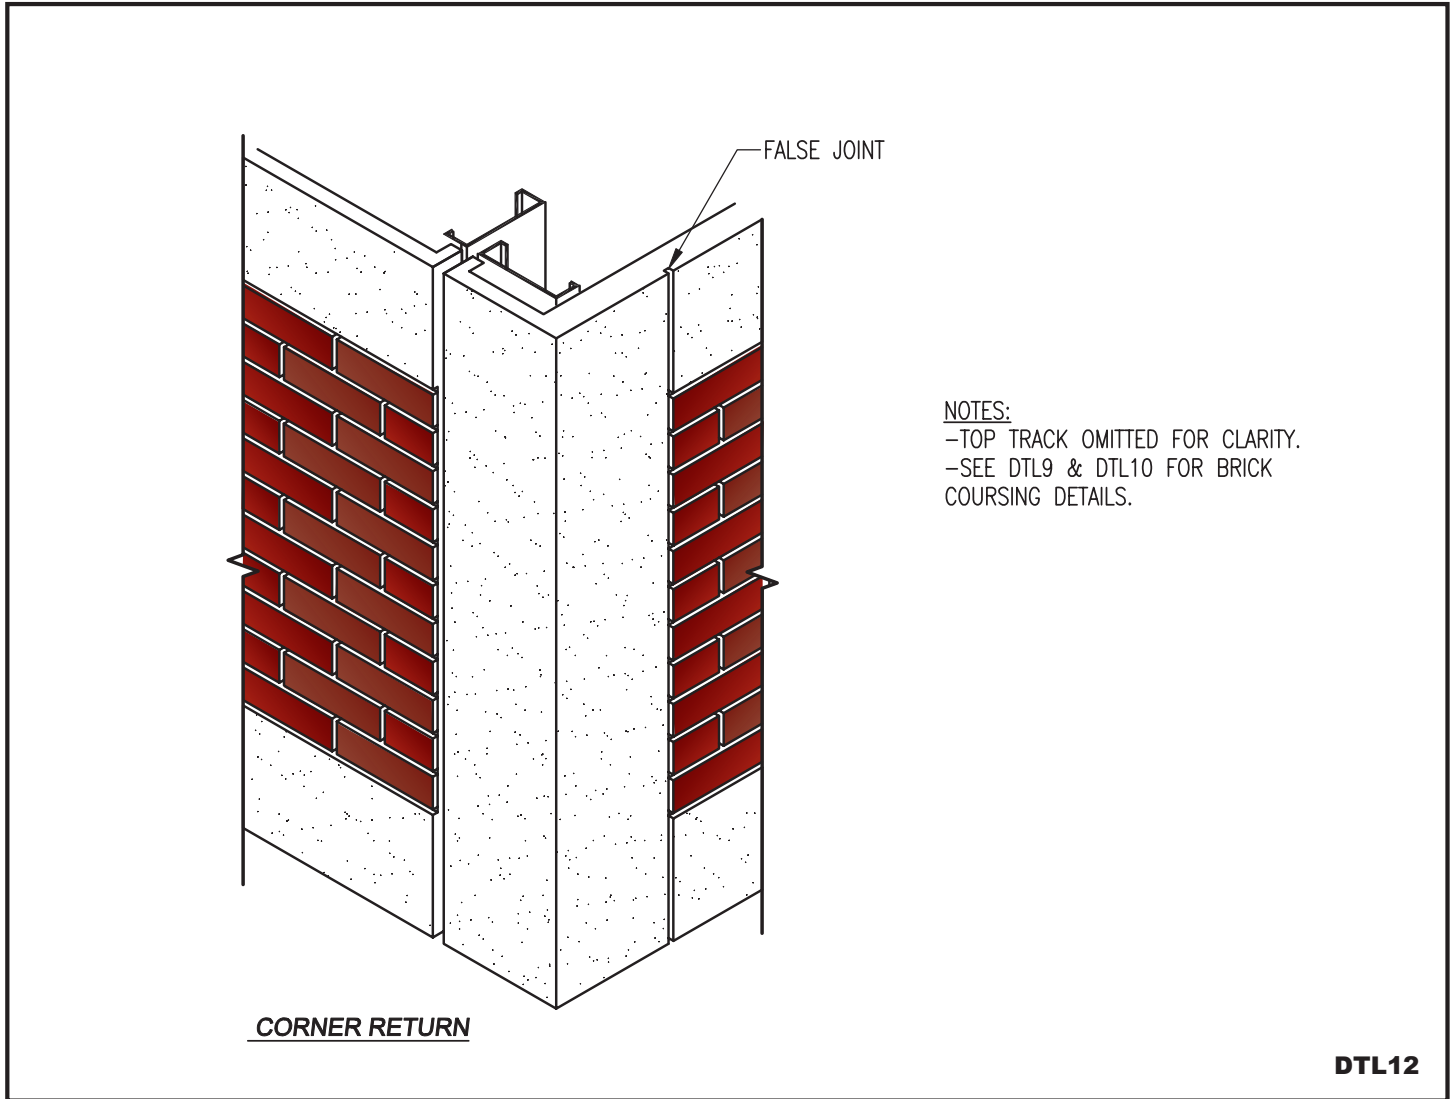 FALSE JOINT
NOTES:
-TOP TRACK OMITTED FOR CLARITY.
-SEE DTL9 & DTL10 FOR BRICK
COURSING DETAILS.
CORNER RETURN
DTL12